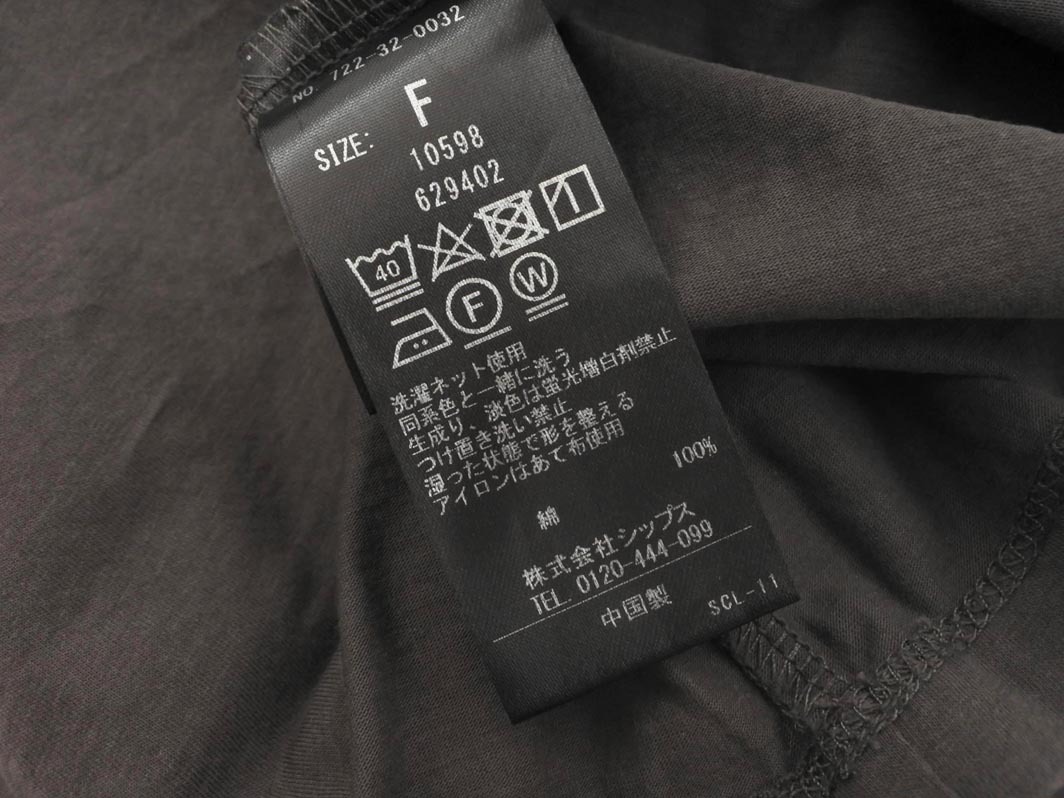 NO. 722-32-0032
SIZE: F
10598
629402
40
F W
洗濯ネット使用
同系色と一緒に洗う
生成り、淡色は蛍光増白剤禁止
つけ置き洗い禁止
湿った状態で形を整える
アイロンはあて布使用
綿 100%
株式会社シップス
TEL 0120-444-099
中国製 SCL-11